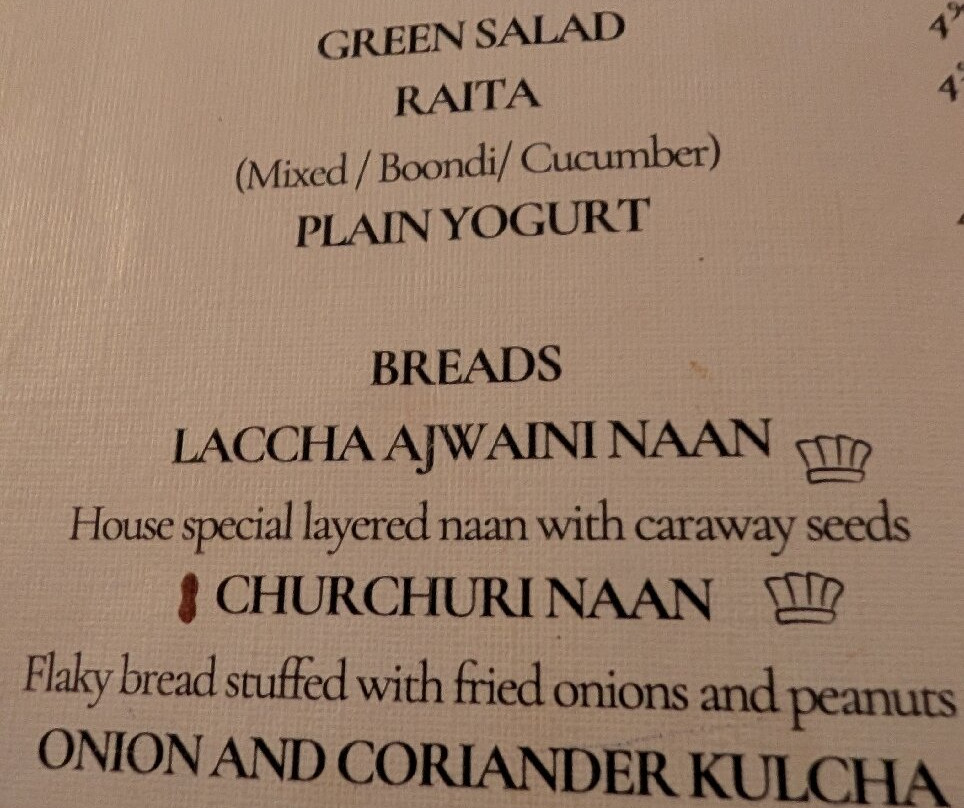 GREEN SALAD
RAITA
(Mixed / Boondi/ Cucumber)
PLAIN YOGURT
BREADS
LACCHA AJWAINI NAAN
House special layered naan with caraway seeds
CHURCHURI NAAN
Flaky bread stuffed with fried onions and peanuts
ONION AND CORIANDER KULCHA